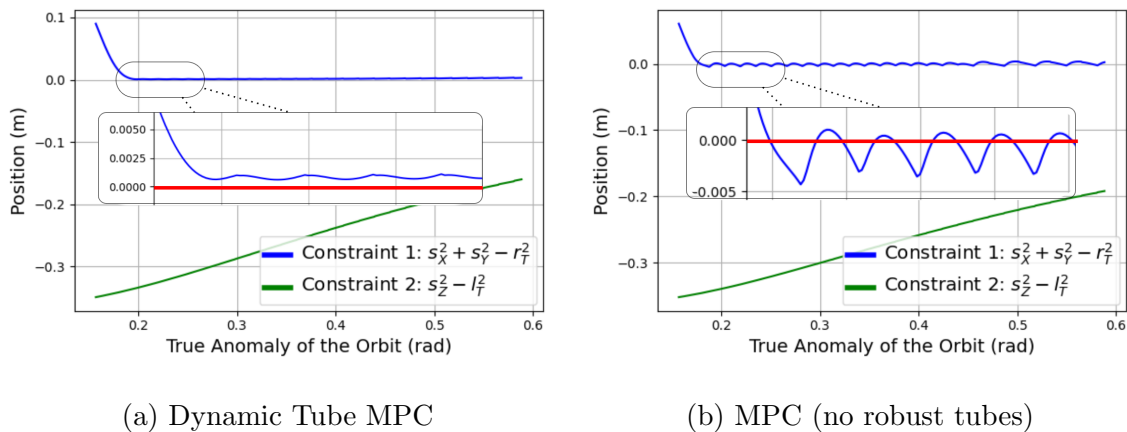 0.1
0.0
−0.1
−0.2
−0.3
Position (m)
0.0050
0.0025
0.0000
Constraint 1: $s_X^2 + s_Y^2 - r_T^2$
Constraint 2: $s_Z^2 - l_T^2$
0.2 0.3 0.4 0.5 0.6
True Anomaly of the Orbit (rad)
(a) Dynamic Tube MPC
0.0
−0.1
−0.2
−0.3
Position (m)
0.000
−0.005
Constraint 1: $s_X^2 + s_Y^2 - r_T^2$
Constraint 2: $s_Z^2 - l_T^2$
0.2 0.3 0.4 0.5 0.6
True Anomaly of the Orbit (rad)
(b) MPC (no robust tubes)